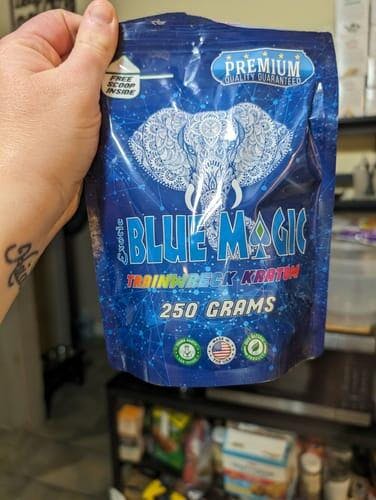 PREMIUM
QUALITY GUARANTEED
FREE
SCOOP
INSIDE
Exotic
BLUE MAGIC
TRAINWRECK KRATOM
250 GRAMS